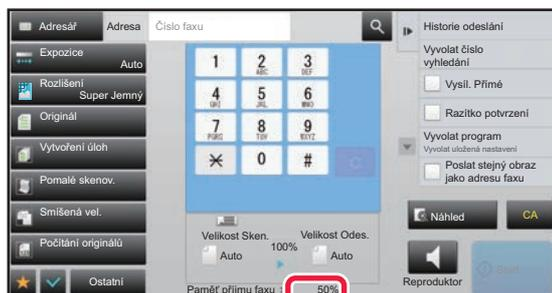 Adresář
Adresa
Číslo faxu
Historie odeslání
Expozice
Auto
Vyvolat číslo
vyhledání
Rozlišení
Super Jemný
Vysíl. Přímé
Originál
Razítko potvrzení
Vytvoření úloh
Vyvolat program
Vyvolat uložená nastavení
Pomalé skenov.
Poslat stejný obraz
jako adresu faxu
1 2 3
ABC DEF
4 5 6
GHI JKL MNO
7 8 9
PQRS TUV WXYZ
0 #
C
Smíšená vel.
Náhled
CA
Počítání originálů
Velikost Sken.
100%
Velikost Odes.
Auto
Auto
Ostatní
Paměť příjmu faxu :
50%
Reproduktor
Start